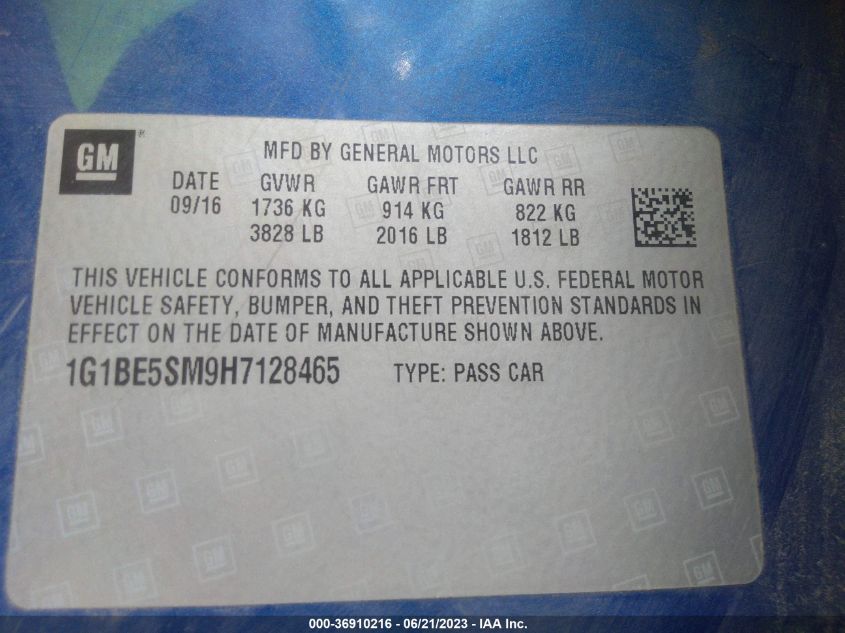 GM ®
MFD BY GENERAL MOTORS LLC
DATE GVWR GAWR FRT GAWR RR
09/16 1736 KG 914 KG 822 KG
3828 LB 2016 LB 1812 LB
THIS VEHICLE CONFORMS TO ALL APPLICABLE U.S. FEDERAL MOTOR
VEHICLE SAFETY, BUMPER, AND THEFT PREVENTION STANDARDS IN
EFFECT ON THE DATE OF MANUFACTURE SHOWN ABOVE.
1G1BE5SM9H7128465 TYPE: PASS CAR
000-36910216 - 06/21/2023 - IAA Inc.